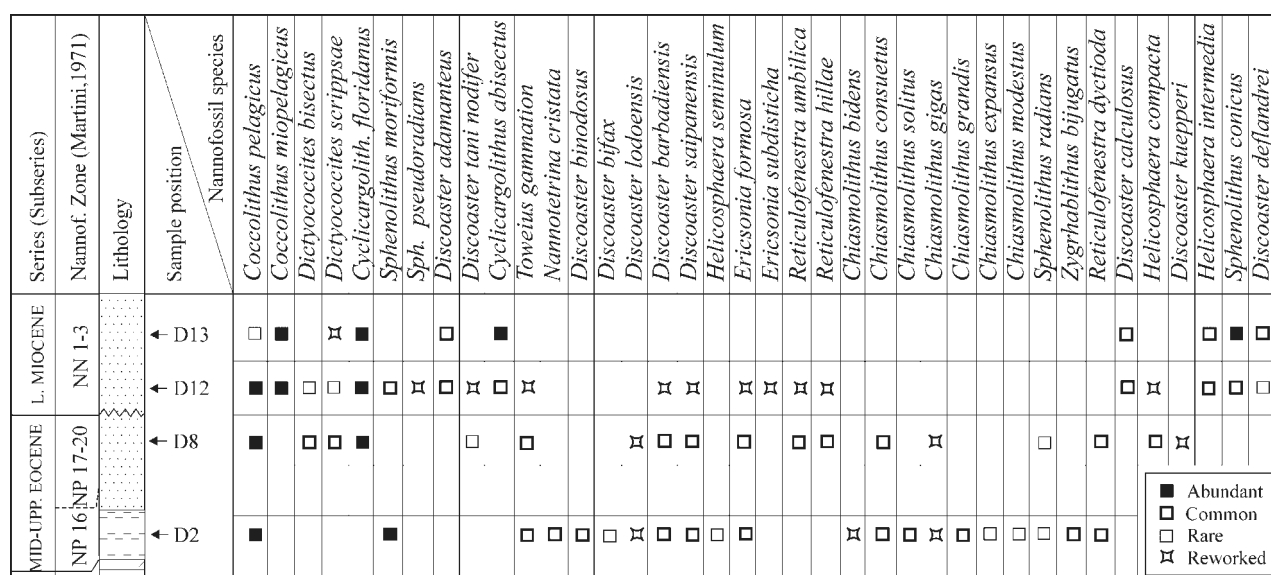 Series (Subseries)
Nannof. Zone (Martini,1971)
Lithology
Sample position
Nannofossil species
Coccolithus pelagicus
Coccolithus miopelagicus
Dictyococcites bisectus
Dictyococcites scrippsae
Cyclicargolith. floridanus
Sphenolithus moriformis
Sph. pseudoradians
Discoaster adamanteus
Discoaster tani nodifer
Cyclicargolithus abisectus
Toweius gammation
Nannotetrina cristata
Discoaster binodosus
Discoaster bifax
Discoaster lodoensis
Discoaster barbadiensis
Discoaster saipanensis
Helicosphaera seminulum
Ericsonia formosa
Ericsonia subdisticha
Reticulofenestra umbilica
Reticulofenestra hillae
Chiasmolithus bidens
Chiasmolithus consuetus
Chiasmolithus solitus
Chiasmolithus gigas
Chiasmolithus grandis
Chiasmolithus expansus
Chiasmolithus modestus
Sphenolithus radians
Zygrhablithus bijugatus
Reticulofenestra dyctioda
Discoaster calculosus
Helicosphaera compacta
Discoaster kuepperi
Helicosphaera intermedia
Sphenolithus conicus
Discoaster deflandrei
L. MIOCENE
NN 1-3
D13
D12
MID-UPP. EOCENE
NP 17-20
D8
NP 16
D2
Abundant
Common
Rare
Reworked